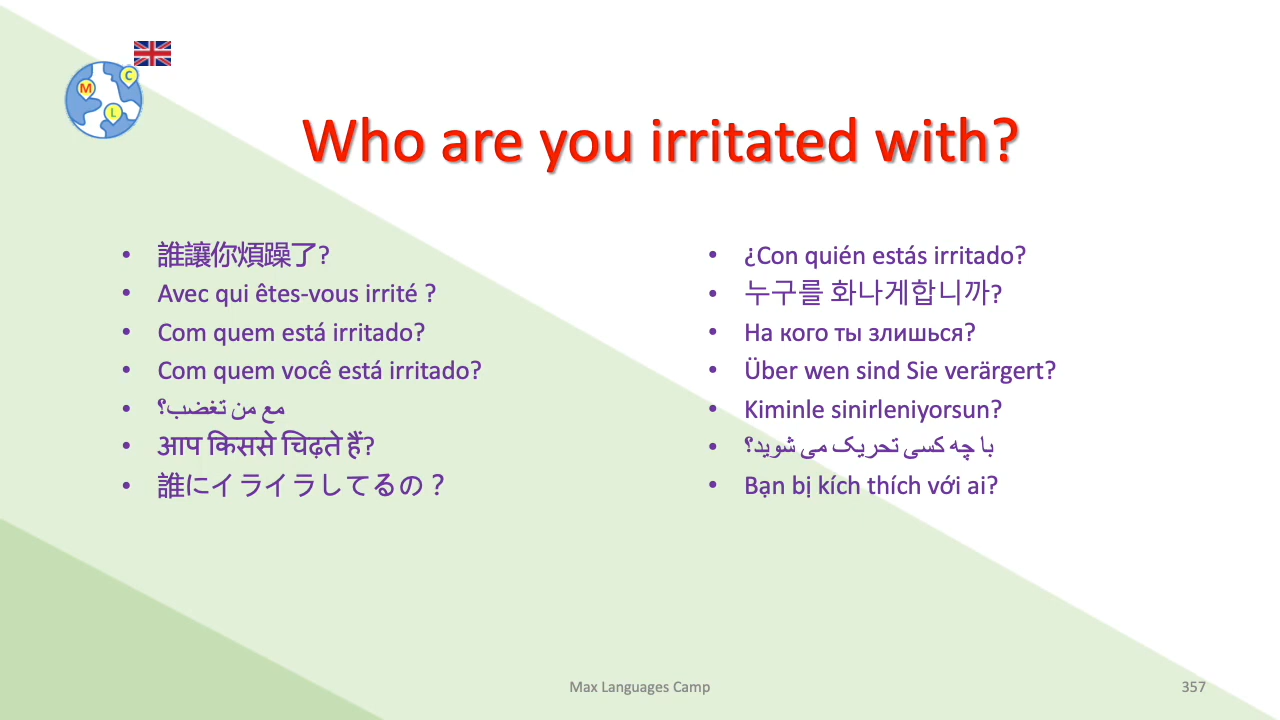 M
C
L
Who are you irritated with?
• 誰讓你煩躁了?
• Avec qui êtes-vous irrité ?
• Com quem está irritado?
• Com quem você está irritado?
• مع من تغضب؟
• आप किससे चिढ़ते हैं?
• 誰にイライラしてるの？
• ¿Con quién estás irritado?
• 누구를 화나게합니까?
• На кого ты злишься?
• Über wen sind Sie verärgert?
• Kiminle sinirleniyorsun?
• با چه کسی تحریک می شوید؟
• Bạn bị kích thích với ai?
Max Languages Camp
357